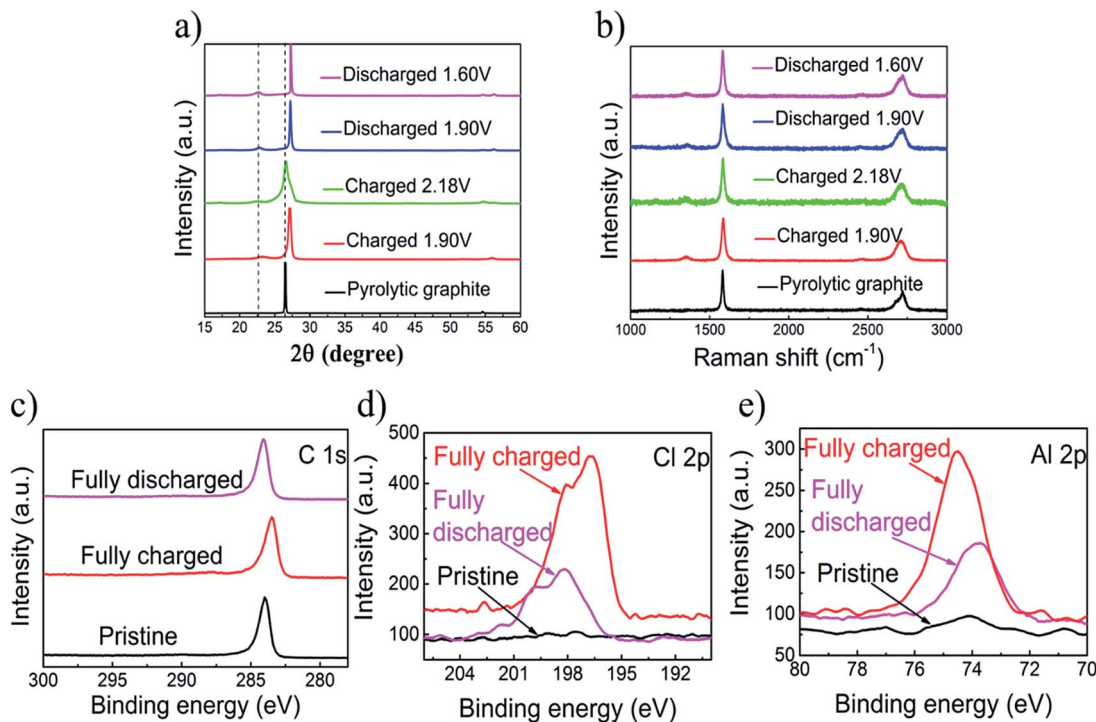 a)
Intensity (a.u.)
Discharged 1.60V
Discharged 1.90V
Charged 2.18V
Charged 1.90V
Pyrolytic graphite
15 20 25 30 35 40 45 50 55 60
2θ (degree)
b)
Intensity (a.u.)
Discharged 1.60V
Discharged 1.90V
Charged 2.18V
Charged 1.90V
Pyrolytic graphite
1000 1500 2000 2500 3000
Raman shift (cm⁻¹)
c)
Intensity (a.u.)
C 1s
Fully discharged
Fully charged
Pristine
300 295 290 285 280
Binding energy (eV)
d)
Intensity (a.u.)
500
400
300
200
100
Cl 2p
Fully charged
Fully
discharged
Pristine
204 201 198 195 192
Binding energy (eV)
e)
Intensity (a.u.)
300
250
200
150
100
50
Al 2p
Fully charged
Fully
discharged
Pristine
80 78 76 74 72 70
Binding energy (eV)